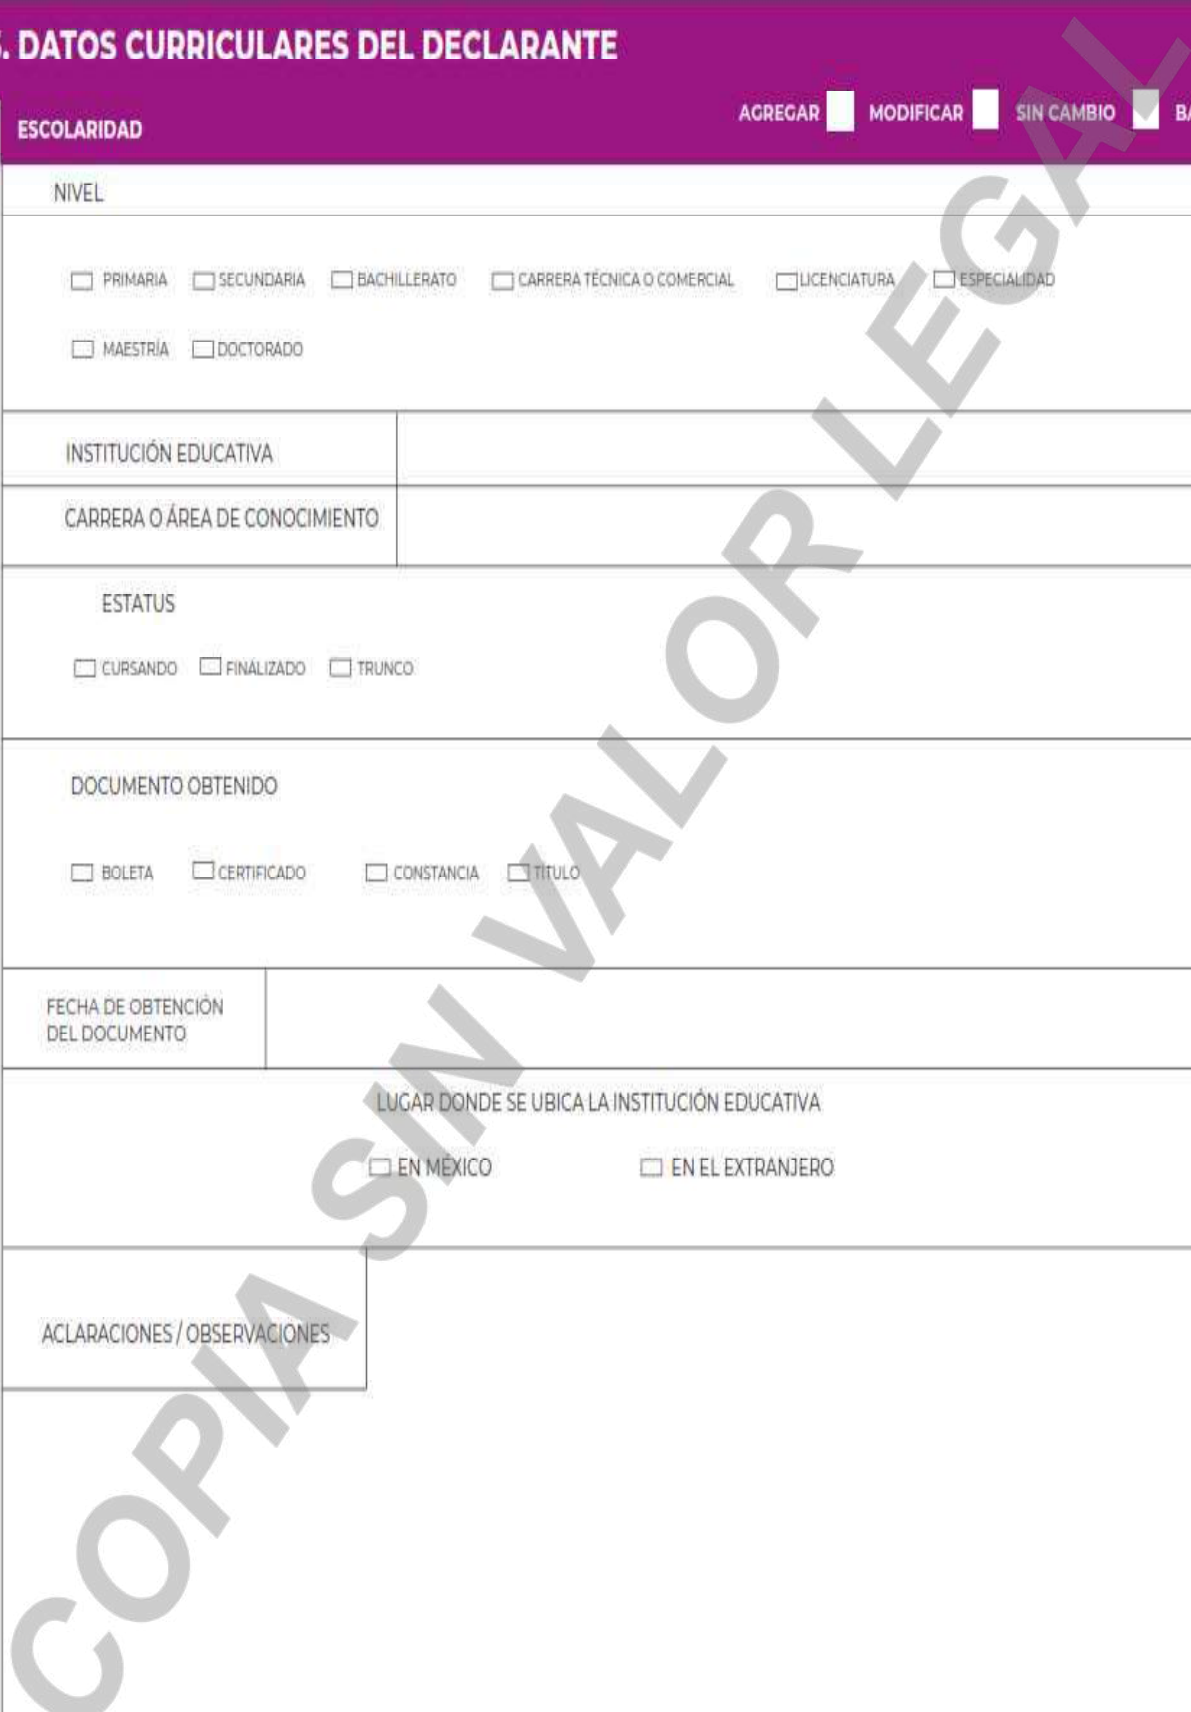 . DATOS CURRICULARES DEL DECLARANTE
AGREGAR MODIFICAR SIN CAMBIO
ESCOLARIDAD
NIVEL
PRIMARIA SECUNDARIA BACHILLERATO CARRERA TÉCNICA O COMERCIAL LICENCIATURA ESPECIALIDAD
MAESTRÍA DOCTORADO
INSTITUCIÓN EDUCATIVA
CARRERA O ÁREA DE CONOCIMIENTO
ESTATUS
CURSANDO FINALIZADO TRUNCO
DOCUMENTO OBTENIDO
BOLETA CERTIFICADO CONSTANCIA TÍTULO
FECHA DE OBTENCIÓN
DEL DOCUMENTO
LUGAR DONDE SE UBICA LA INSTITUCIÓN EDUCATIVA
EN MÉXICO EN EL EXTRANJERO
ACLARACIONES / OBSERVACIONES
COPIA SIN VALOR LEGAL